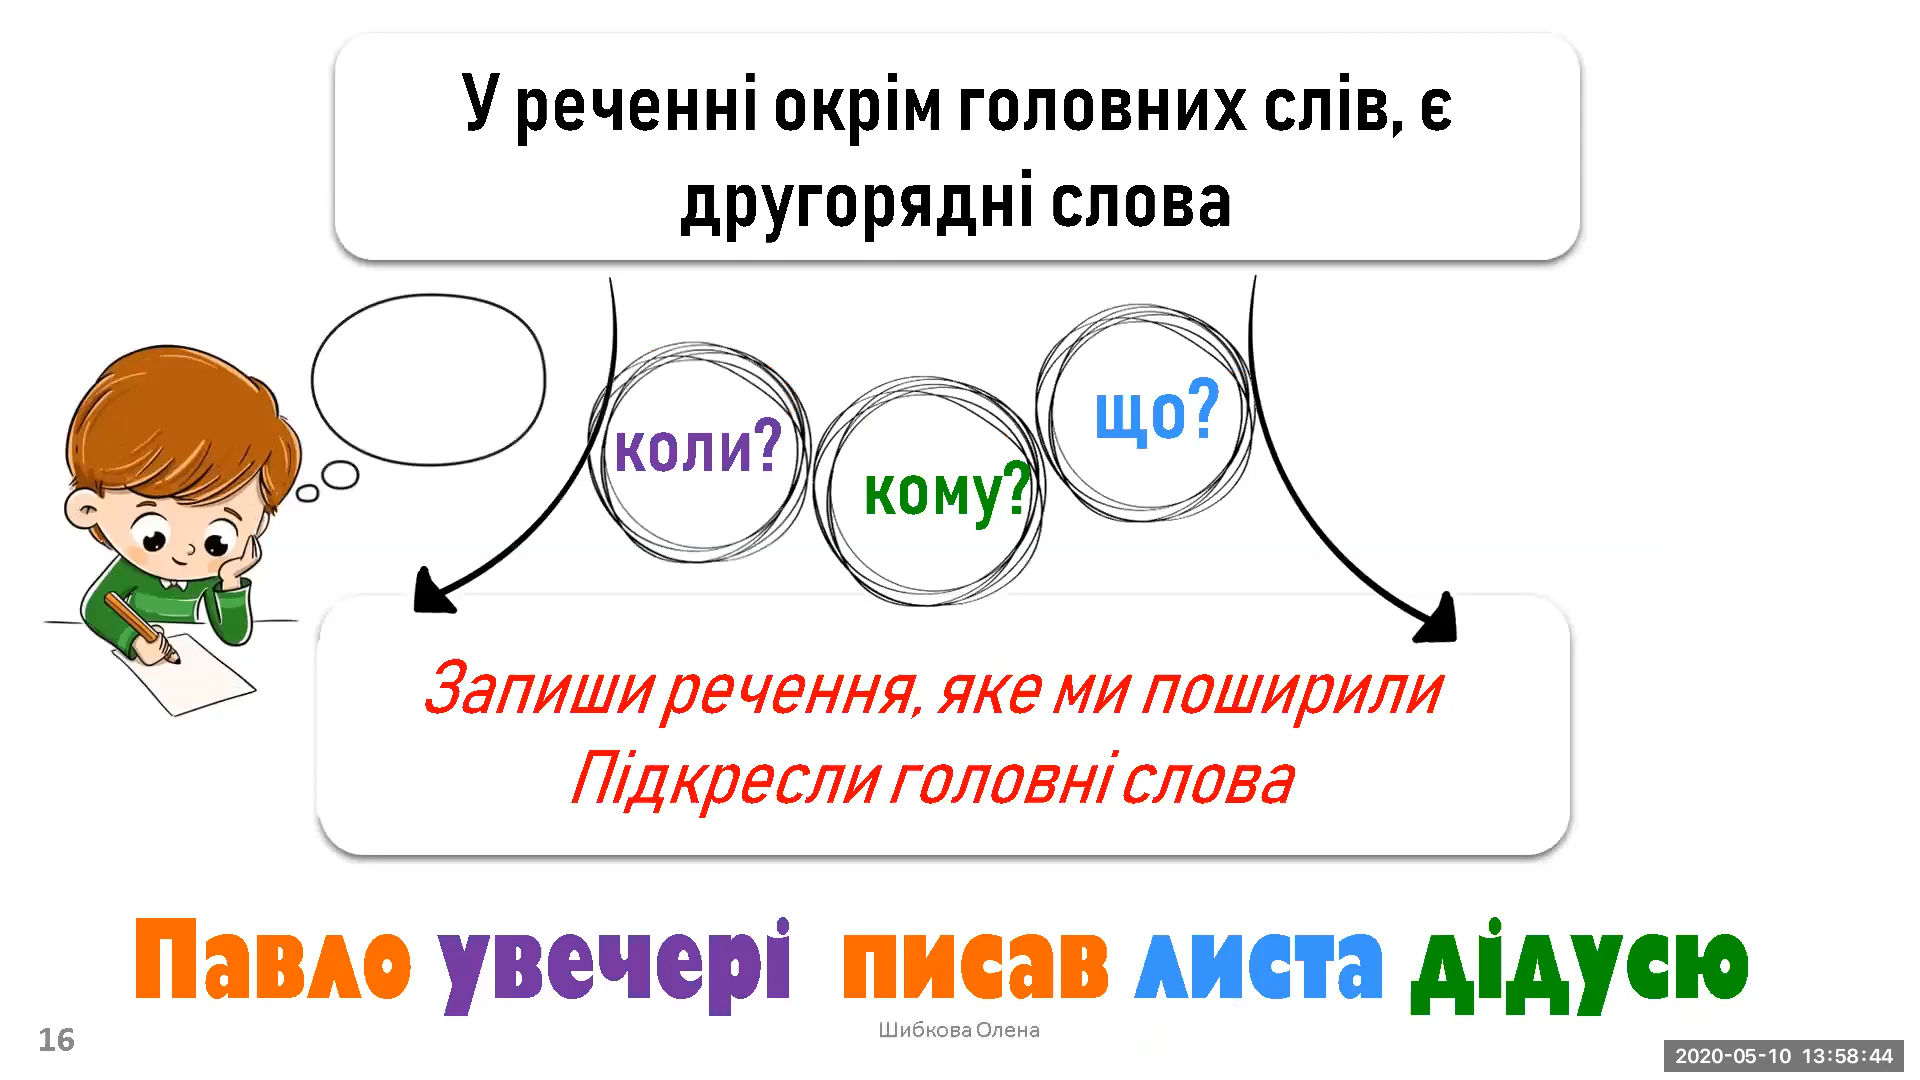 У реченні окрім головних слів, є
другорядні слова
коли?
кому?
що?
Запиши речення, яке ми поширили
Підкресли головні слова
Павло увечері писав листа дідусю
Шибкова Олена
16
2020-05-10 13:58:44